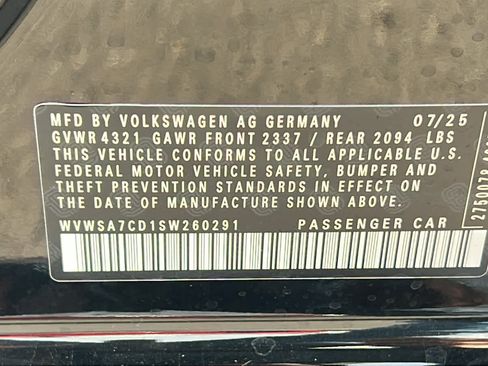 MFD BY VOLKSWAGEN AG GERMANY 07/25
GVWR 4321 GAWR FRONT 2337 / REAR 2094 LBS
THIS VEHICLE CONFORMS TO ALL APPLICABLE U.S.
FEDERAL MOTOR VEHICLE SAFETY, BUMPER AND
THEFT PREVENTION STANDARDS IN EFFECT ON
THE DATE OF MANUFACTURE SHOWN ABOVE.
WVWSA7CD1SW260291 PASSENGER CAR